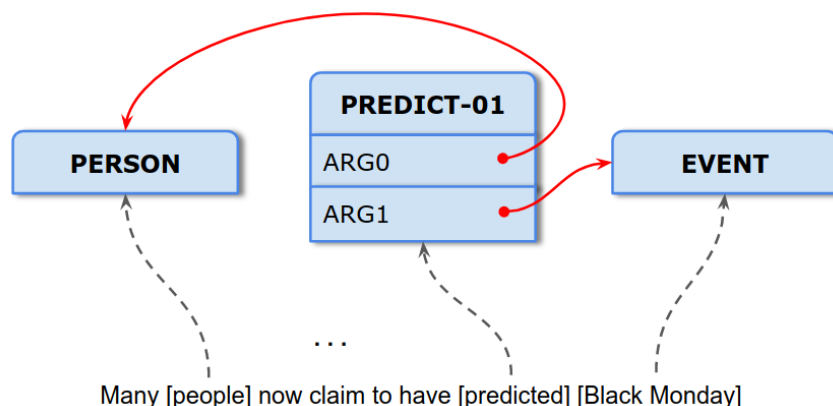 PREDICT-01
PERSON
ARG0
EVENT
ARG1
...
Many [people] now claim to have [predicted] [Black Monday]